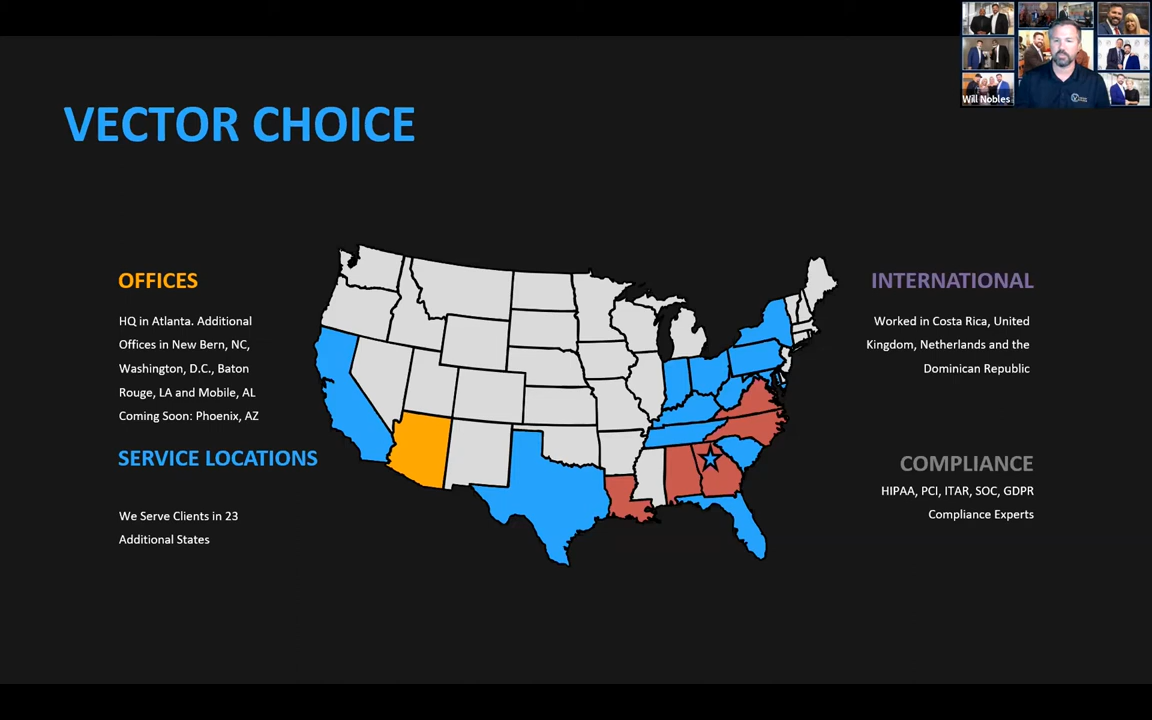 Will Nobles
VECTOR CHOICE
OFFICES
HQ in Atlanta. Additional
Offices in New Bern, NC,
Washington, D.C., Baton
Rouge, LA and Mobile, AL
Coming Soon: Phoenix, AZ
SERVICE LOCATIONS
We Serve Clients in 23
Additional States
INTERNATIONAL
Worked in Costa Rica, United
Kingdom, Netherlands and the
Dominican Republic
COMPLIANCE
HIPAA, PCI, ITAR, SOC, GDPR
Compliance Experts